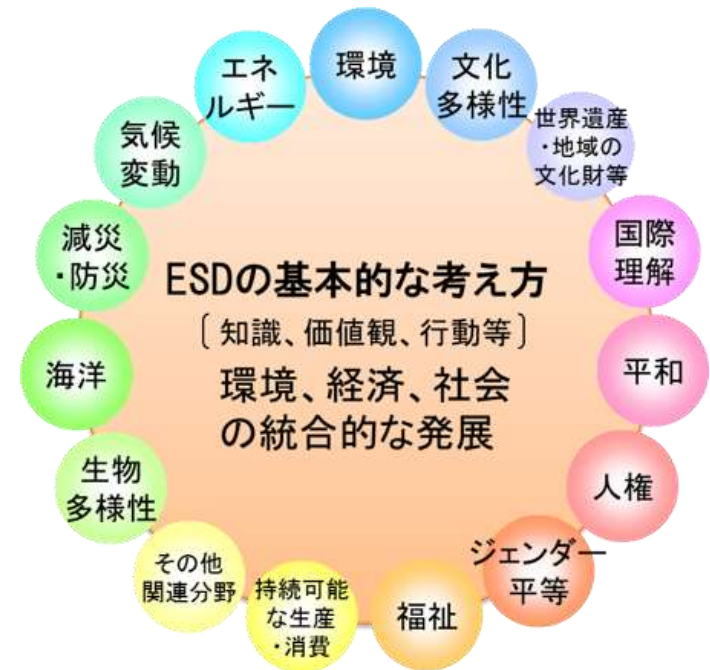 環境
文化
多様性
世界遺産
・地域の
文化財等
国際
理解
平和
人権
ジェンダー
平等
福祉
持続可能
な生産
・消費
その他
関連分野
生物
多様性
海洋
減災
・防災
気候
変動
エネ
ルギー
ESDの基本的な考え方
［知識、価値観、行動等］
環境、経済、社会
の統合的な発展